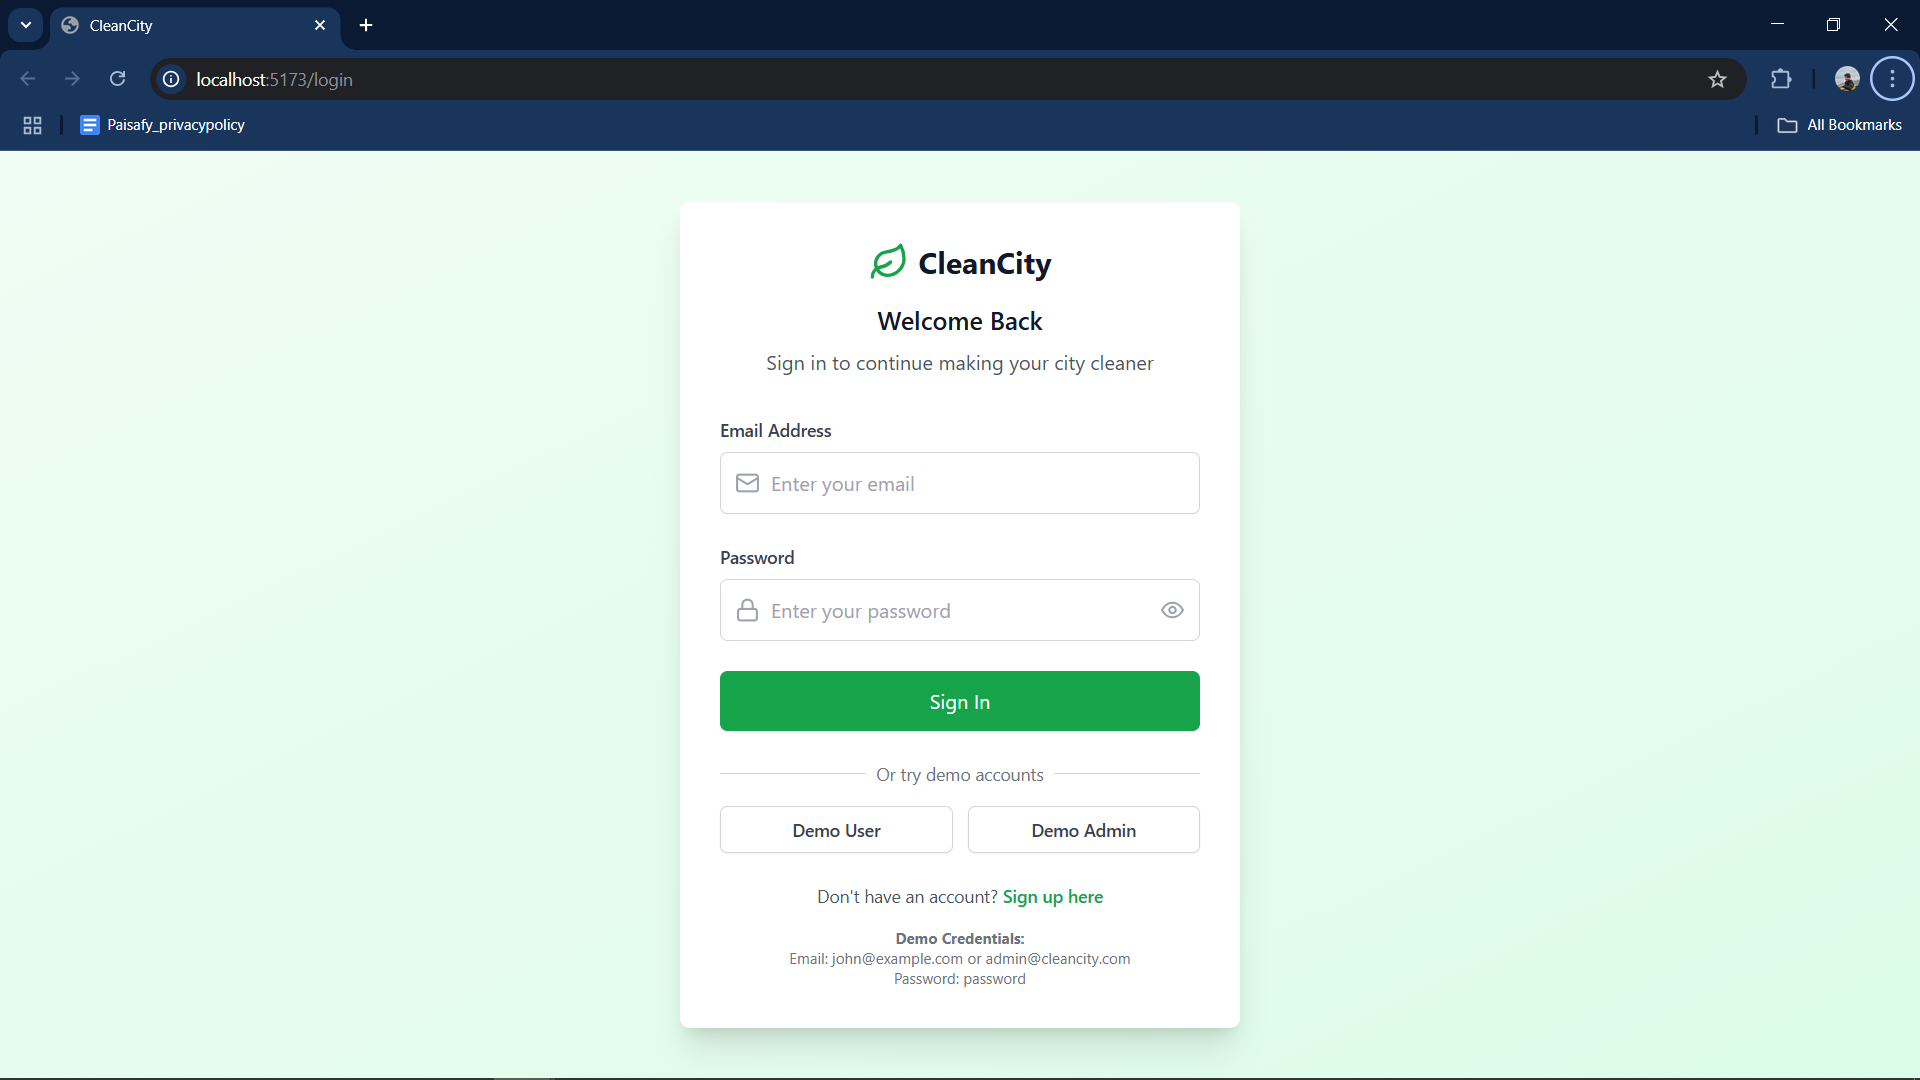 CleanCity
localhost:5173/login
Paisafy_privacypolicy
All Bookmarks
CleanCity
Welcome Back
Sign in to continue making your city cleaner
Email Address
Enter your email
Password
Enter your password
Sign In
Or try demo accounts
Demo User
Demo Admin
Don't have an account? Sign up here
Demo Credentials:
Email: john@example.com or admin@cleancity.com
Password: password